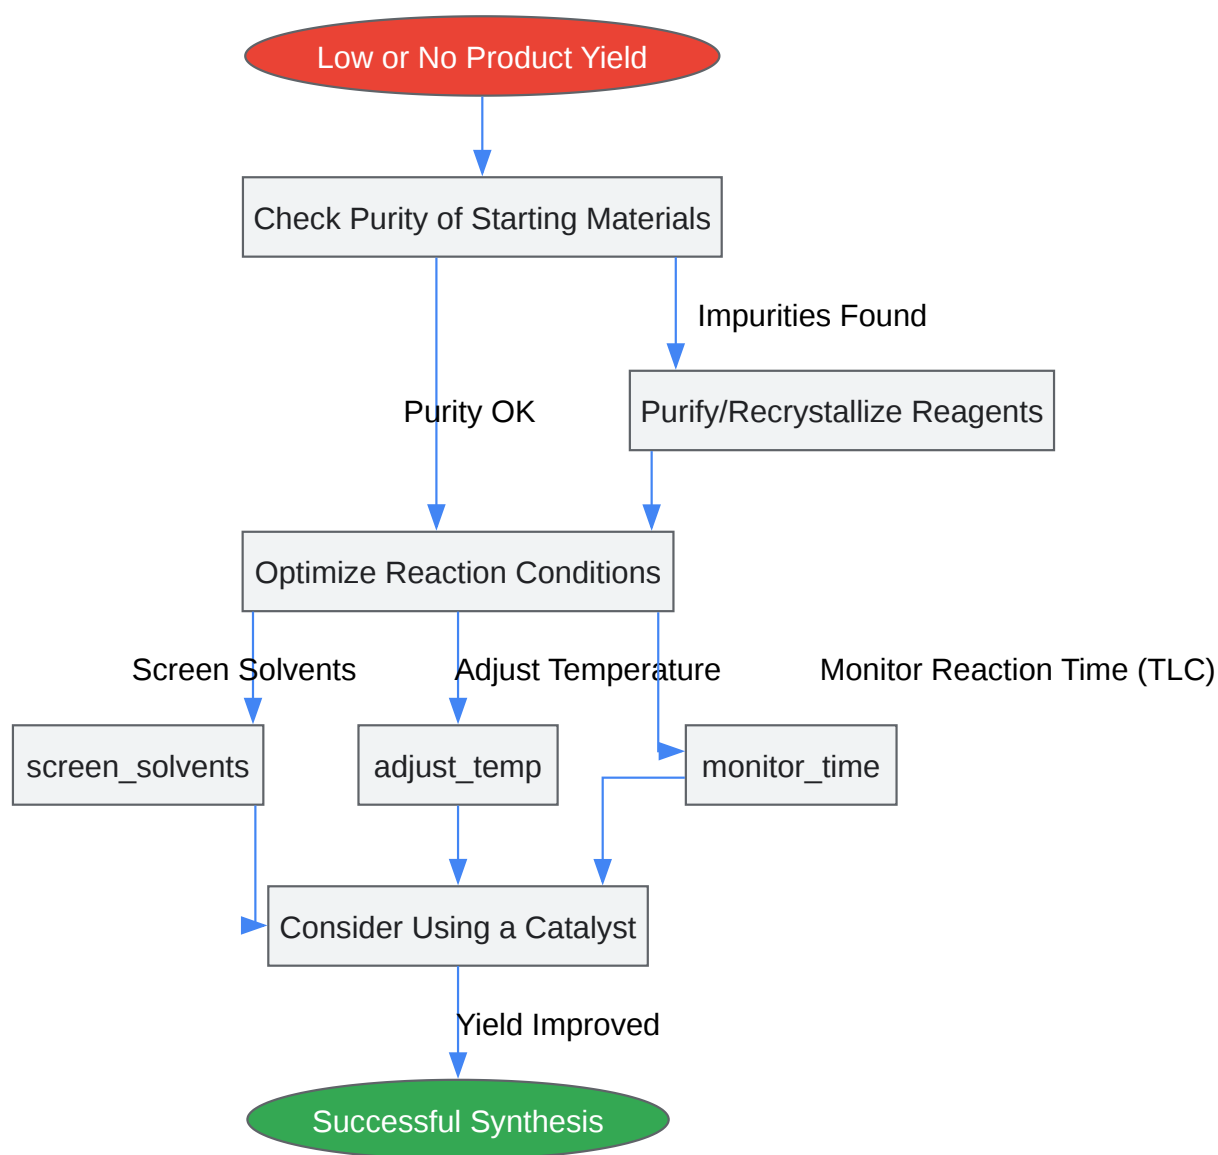 Low or No Product Yield
Check Purity of Starting Materials
Impurities Found
Purity OK
Purify/Recrystallize Reagents
Optimize Reaction Conditions
Screen Solvents
Adjust Temperature
Monitor Reaction Time (TLC)
screen_solvents
adjust_temp
monitor_time
Consider Using a Catalyst
Yield Improved
Successful Synthesis